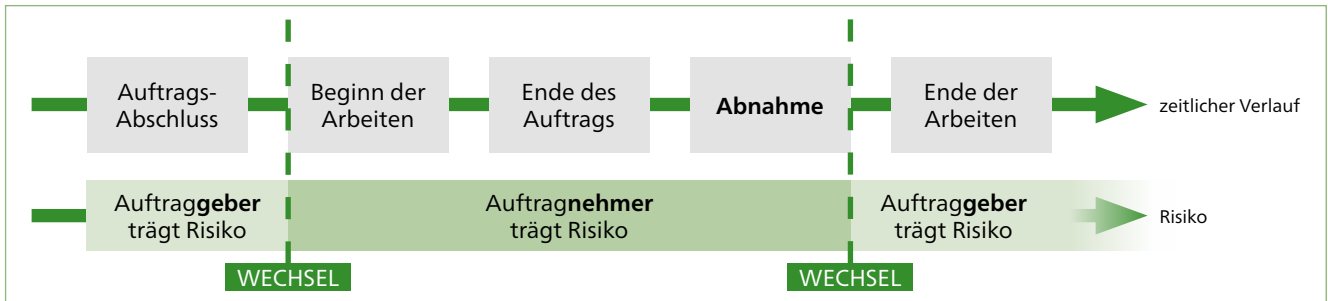 Auftrags-
Abschluss
Beginn der
Arbeiten
Ende des
Auftrags
Abnahme
Ende der
Arbeiten
zeitlicher Verlauf
Auftraggeber
trägt Risiko
Auftragnehmer
trägt Risiko
Auftraggeber
trägt Risiko
Risiko
WECHSEL
WECHSEL